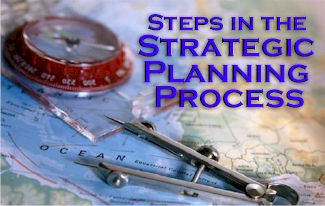 Steps in the
Strategic
Planning
Process
OCEAN